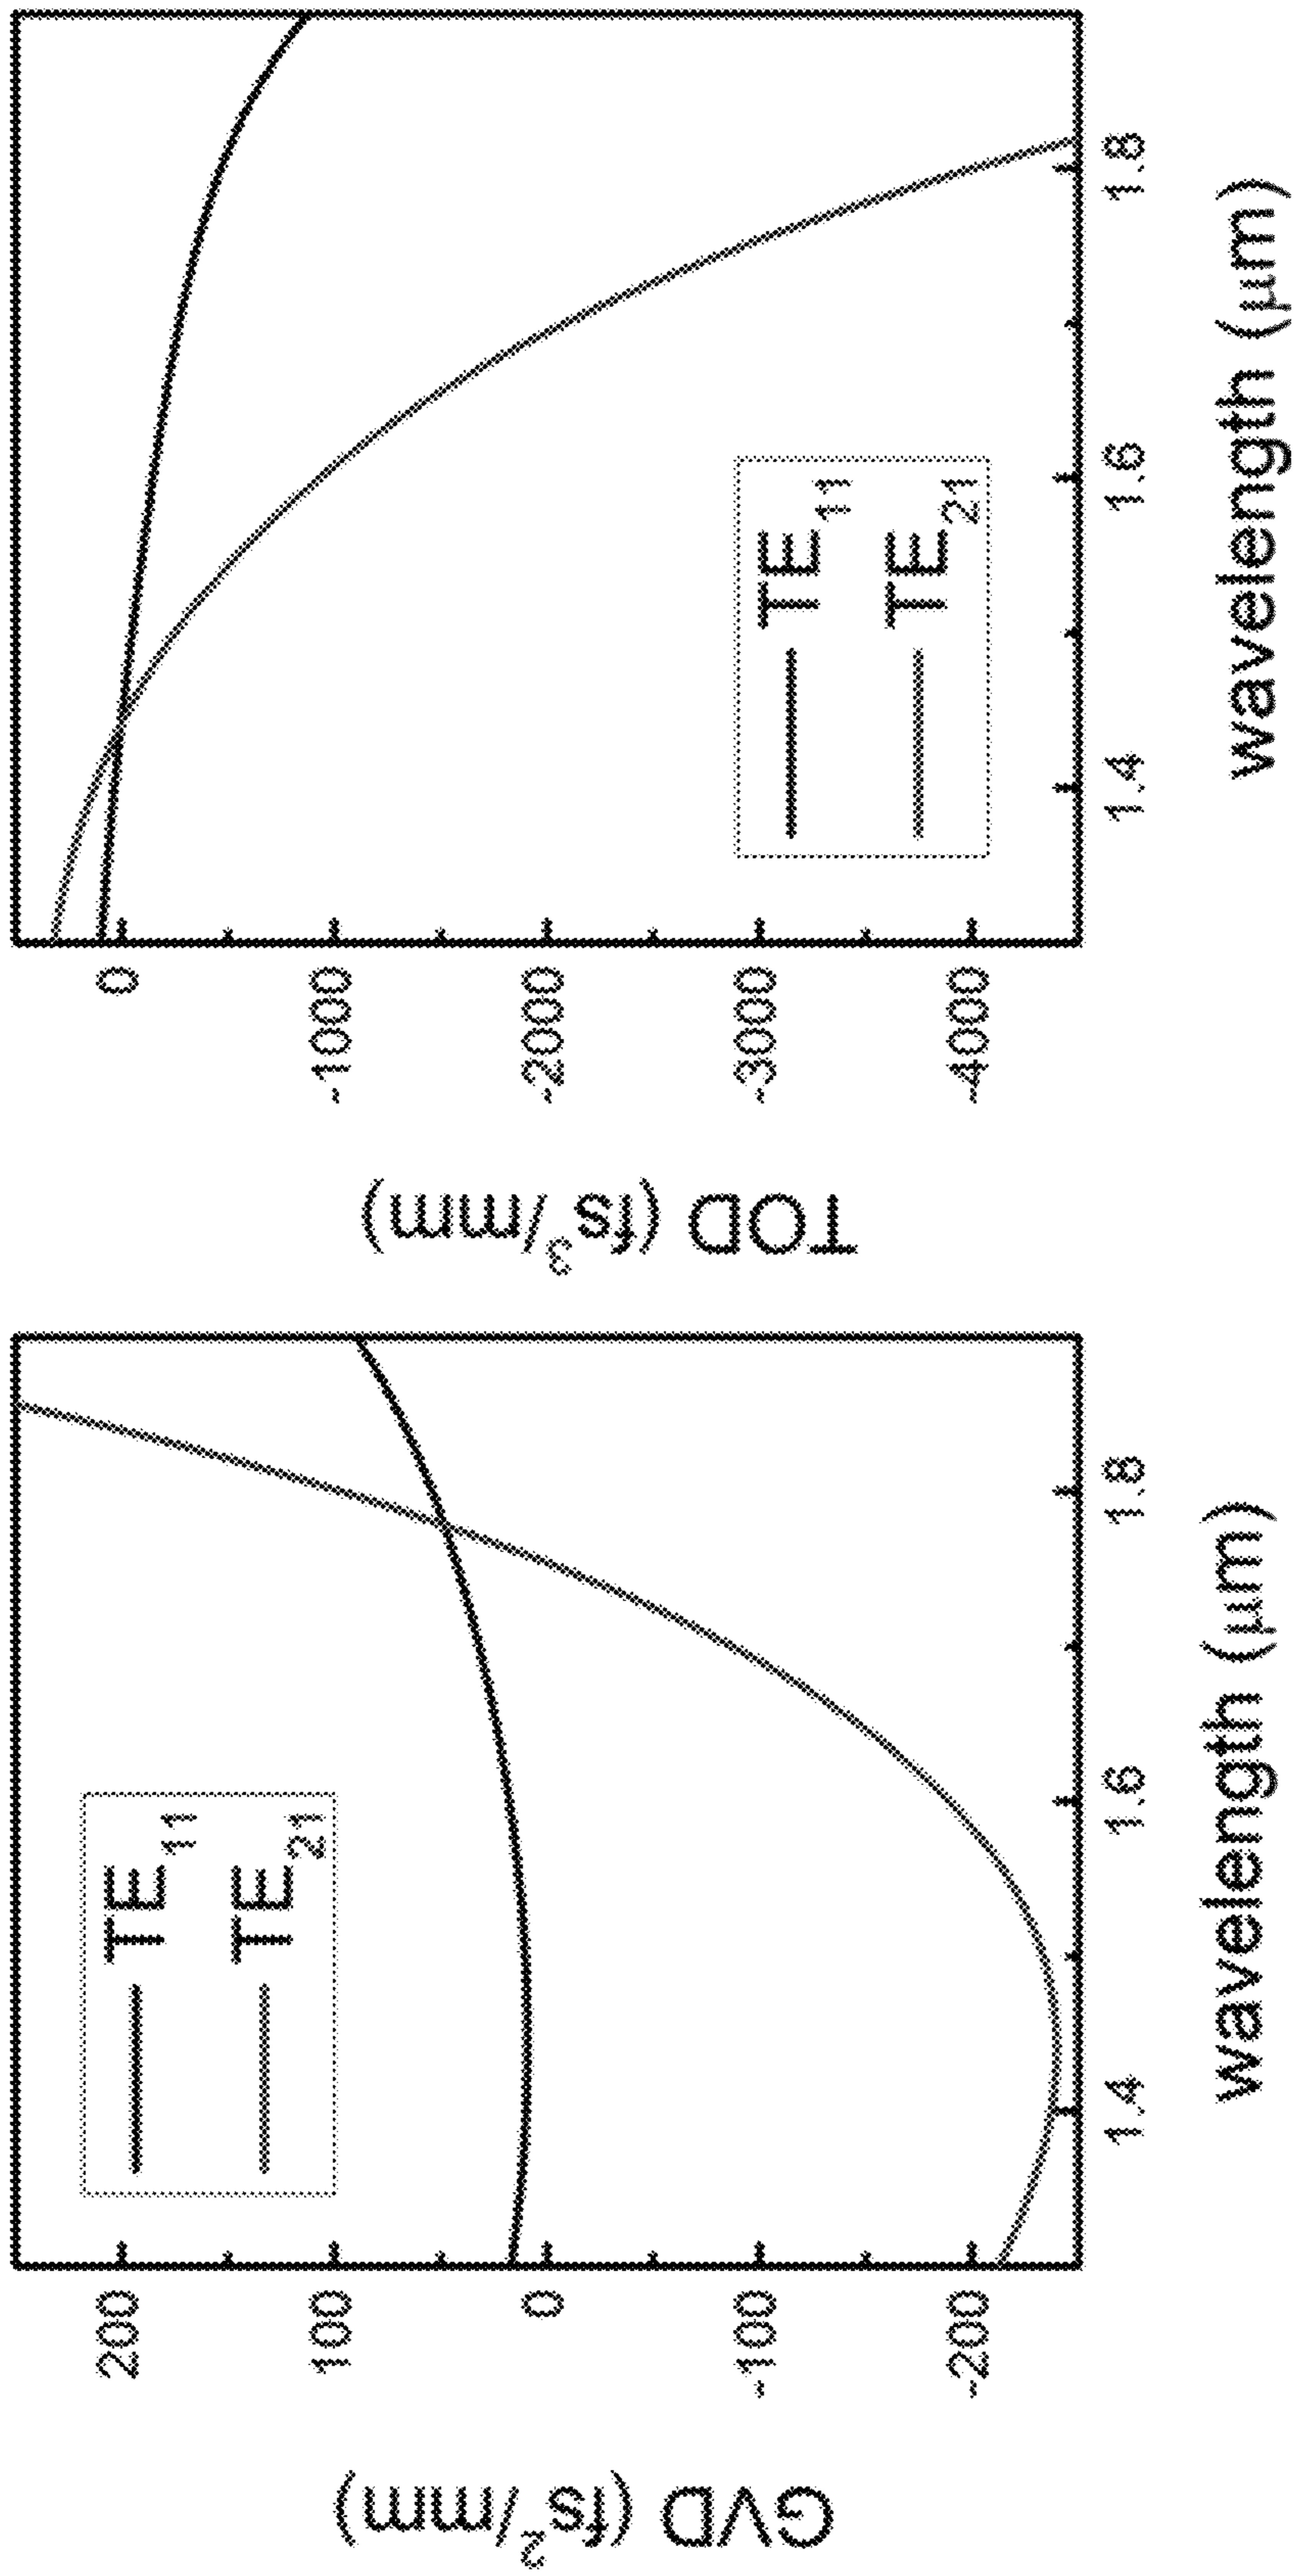 GVD (fs²/mm)
200
100
0
-100
-200
TE₁₁
TE₂₁
1.4 1.6 1.8
wavelength (μm)
TOD (fs³/mm)
0
-1000
-2000
-3000
-4000
TE₁₁
TE₂₁
1.4 1.6 1.8
wavelength (μm)